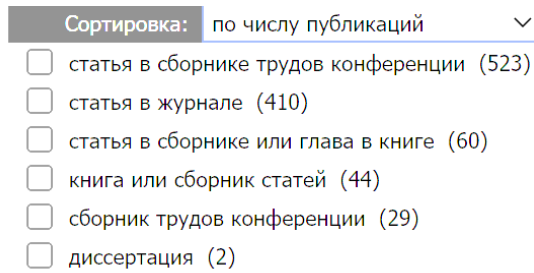 Сортировка: по числу публикаций
статья в сборнике трудов конференции (523)
статья в журнале (410)
статья в сборнике или глава в книге (60)
книга или сборник статей (44)
сборник трудов конференции (29)
диссертация (2)